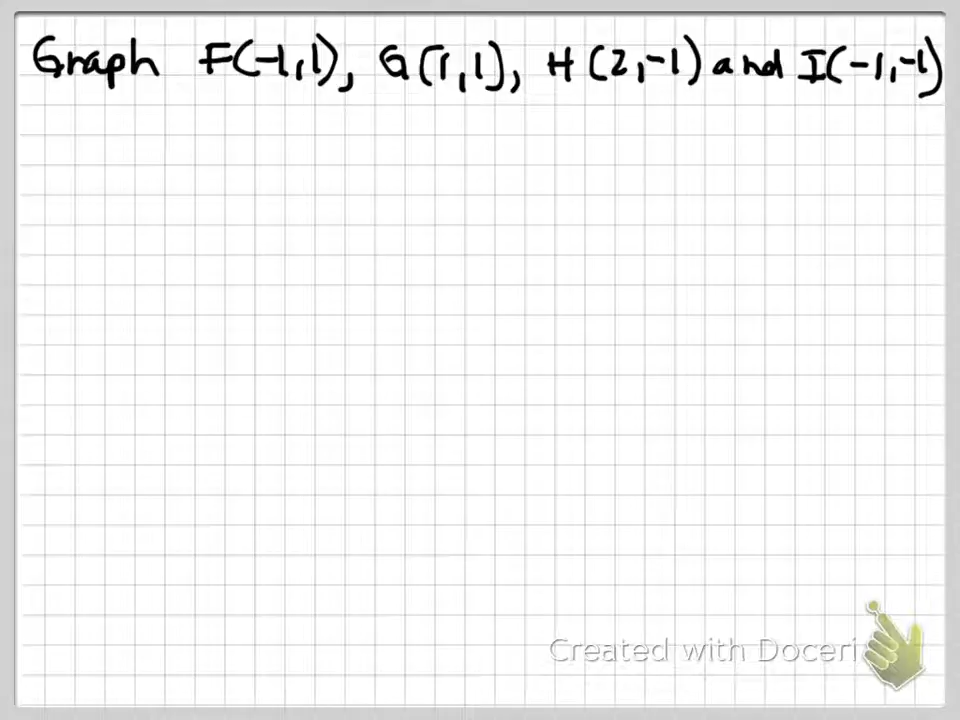 Graph F(-1,1), G(1,1), H(2,-1) and I(-1,-1)
Created with Doceri